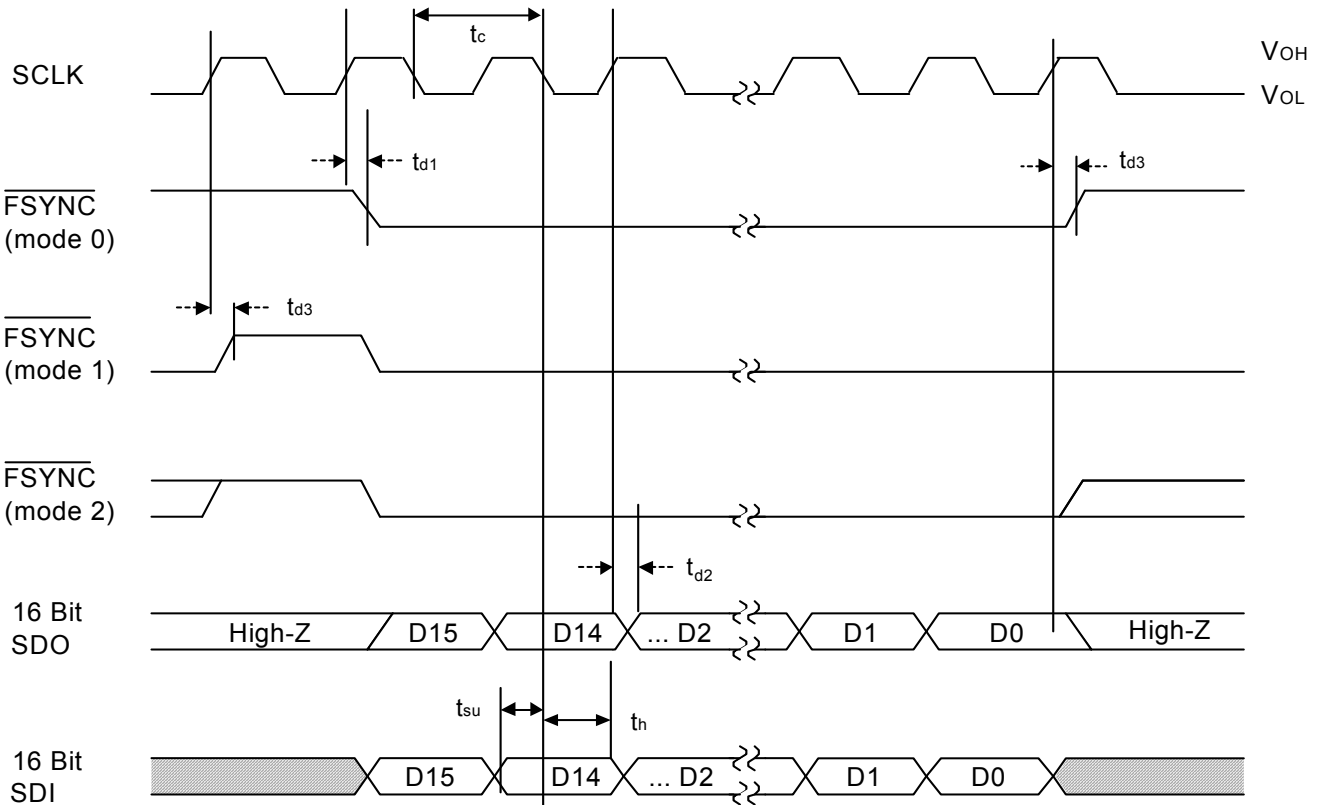 tc
SCLK
VOH
VOL
td1
td3
FSYNC
(mode 0)
td3
FSYNC
(mode 1)
FSYNC
(mode 2)
td2
16 Bit
SDO
High-Z
D15
D14
... D2
D1
D0
High-Z
tsu
th
16 Bit
SDI
D15
D14
... D2
D1
D0